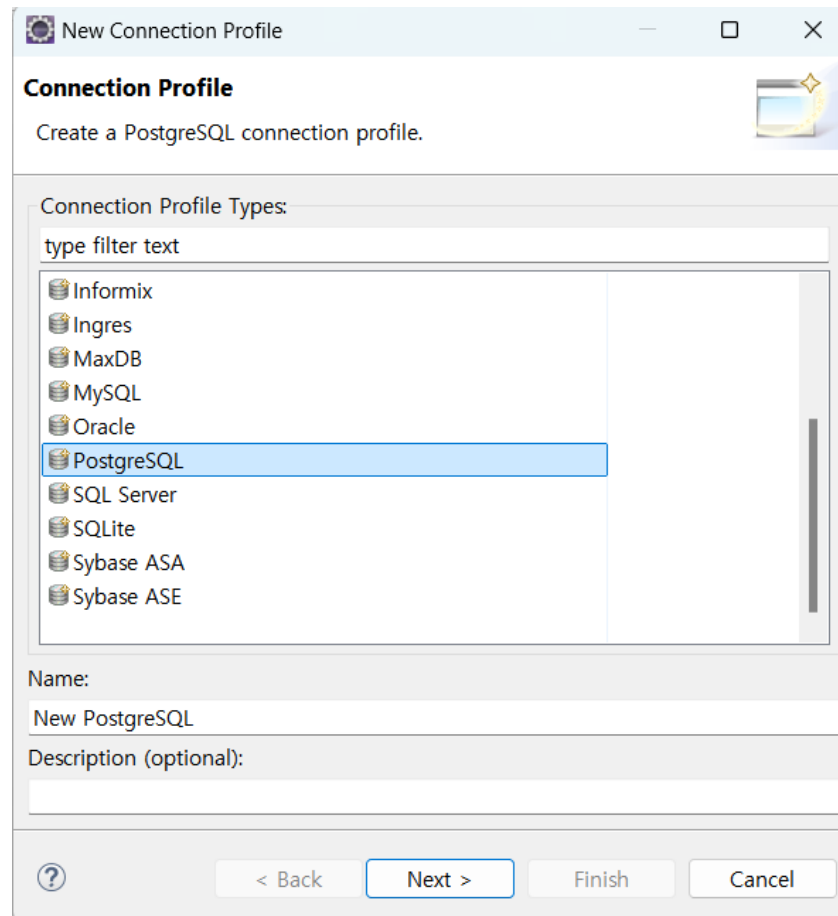 New Connection Profile
Connection Profile
Create a PostgreSQL connection profile.
Connection Profile Types:
type filter text
Informix
Ingres
MaxDB
MySQL
Oracle
PostgreSQL
SQL Server
SQLite
Sybase ASA
Sybase ASE
Name:
New PostgreSQL
Description (optional):
? < Back Next > Finish Cancel